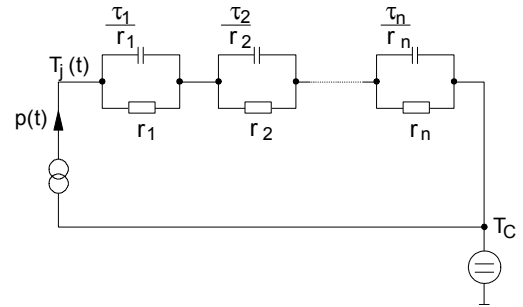 τ1/r1
τ2/r2
τn/rn
Tj(t)
r1
r2
rn
p(t)
TC